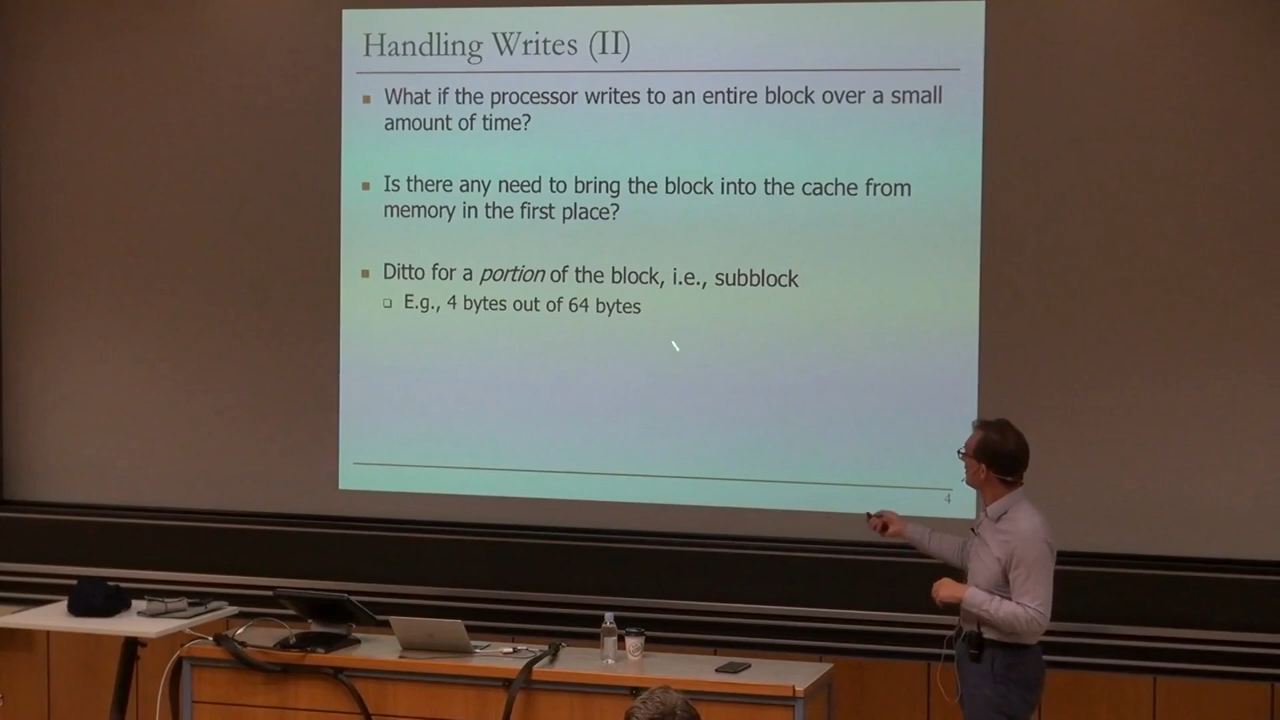 Handling Writes (II)
What if the processor writes to an entire block over a small
amount of time?
Is there any need to bring the block into the cache from
memory in the first place?
Ditto for a portion of the block, i.e., subblock
E.g., 4 bytes out of 64 bytes
4